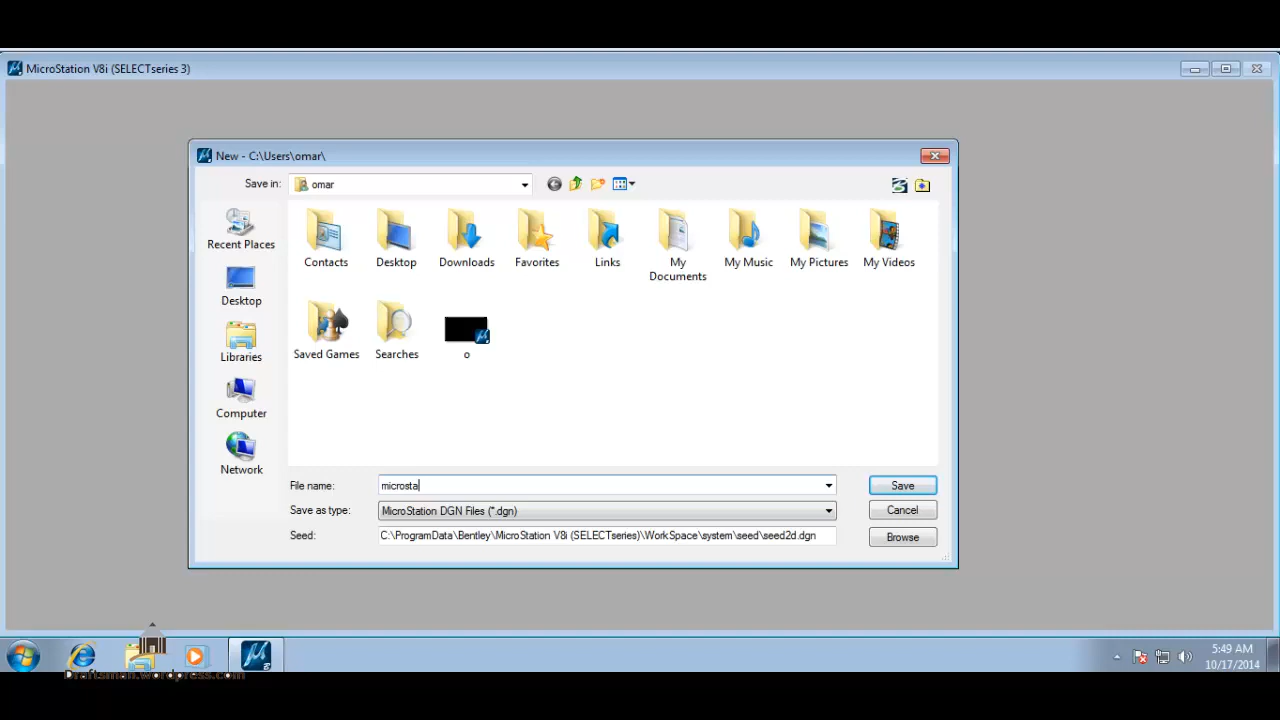 MicroStation V8i (SELECTseries 3)
New - C:\Users\omar\
Save in:
omar
Recent Places
Desktop
Libraries
Computer
Network
Contacts
Desktop
Downloads
Favorites
Links
My
Documents
My Music
My Pictures
My Videos
Saved Games
Searches
o
File name:
microsta
Save
Save as type:
MicroStation DGN Files (*.dgn)
Cancel
Seed:
C:\ProgramData\Bentley\MicroStation V8i (SELECTseries)\WorkSpace\system\seed\seed2d.dgn
Browse
5:49 AM
10/17/2014
Draftsman.wordpress.com